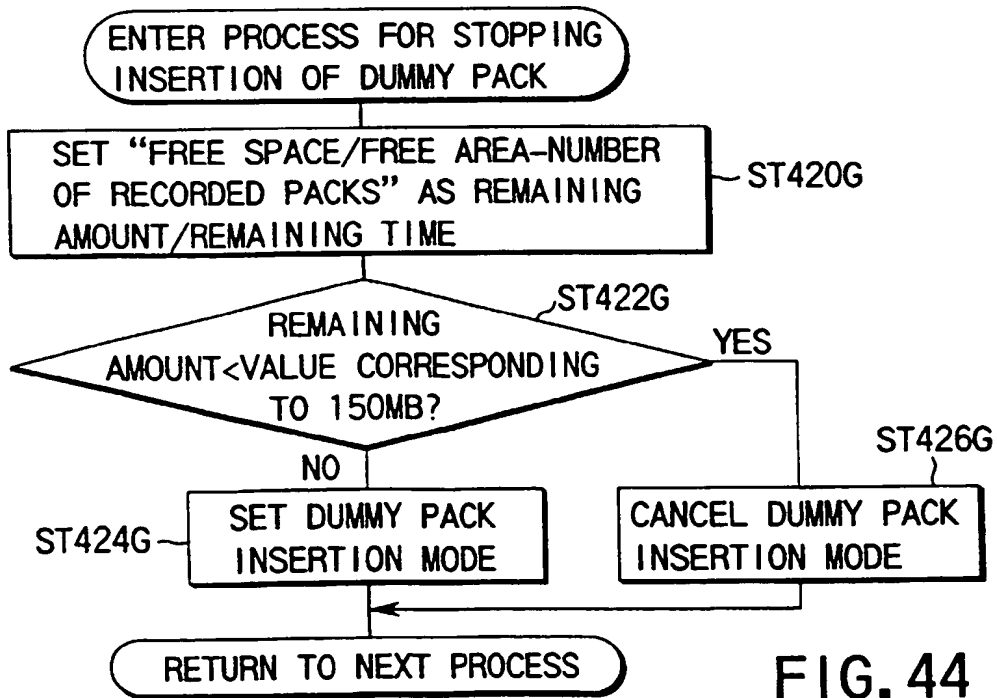 ENTER PROCESS FOR STOPPING
INSERTION OF DUMMY PACK
SET “FREE SPACE/FREE AREA-NUMBER
OF RECORDED PACKS” AS REMAINING
AMOUNT/REMAINING TIME
ST420G
ST422G
REMAINING
AMOUNT<VALUE CORRESPONDING
TO 150MB?
YES
NO
ST426G
ST424G
SET DUMMY PACK
INSERTION MODE
CANCEL DUMMY PACK
INSERTION MODE
RETURN TO NEXT PROCESS
FIG. 44